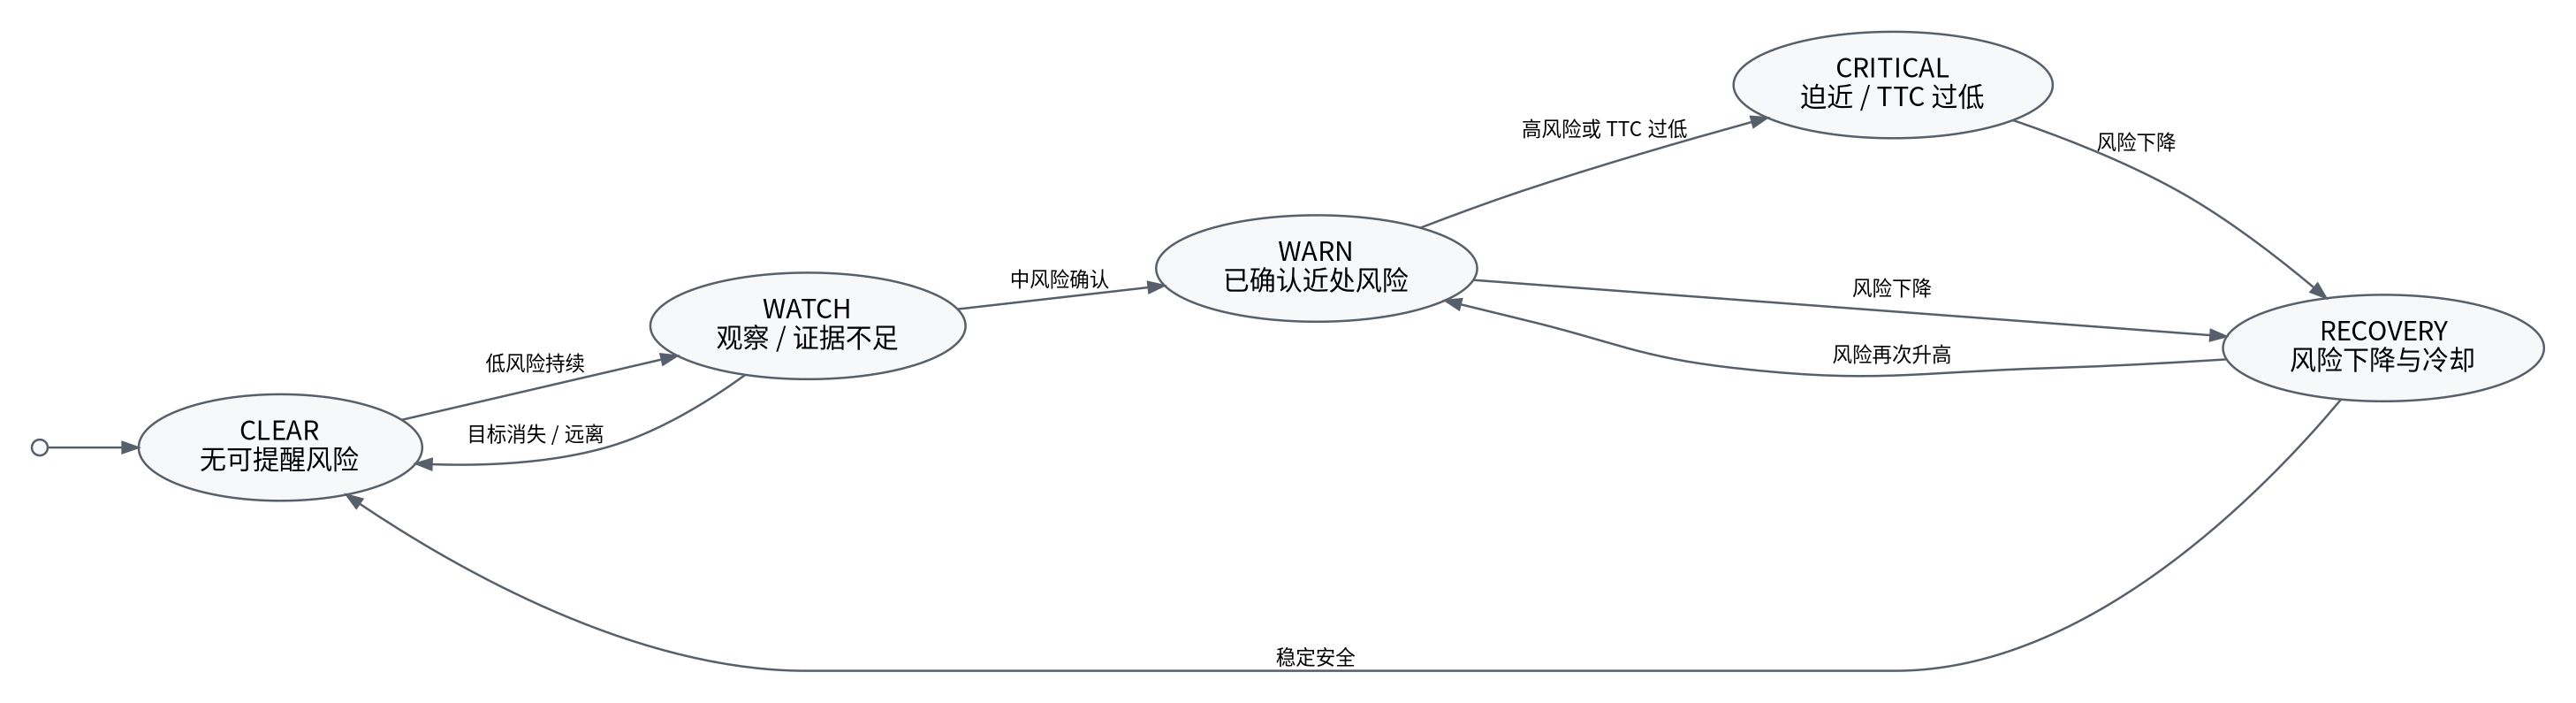 CRITICAL
迫近 / TTC 过低
高风险或 TTC 过低
风险下降
WARN
已确认近处风险
中风险确认
风险下降
WATCH
观察 / 证据不足
RECOVERY
风险下降与冷却
风险再次升高
低风险持续
CLEAR
无可提醒风险
目标消失 / 远离
稳定安全